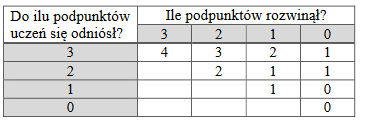 Do ilu podpunktów uczeń się odniósł? Ile podpunktów rozwinął?
3 2 1 0
3 4 3 2 1
2 2 1 1
1 1 0
0 0